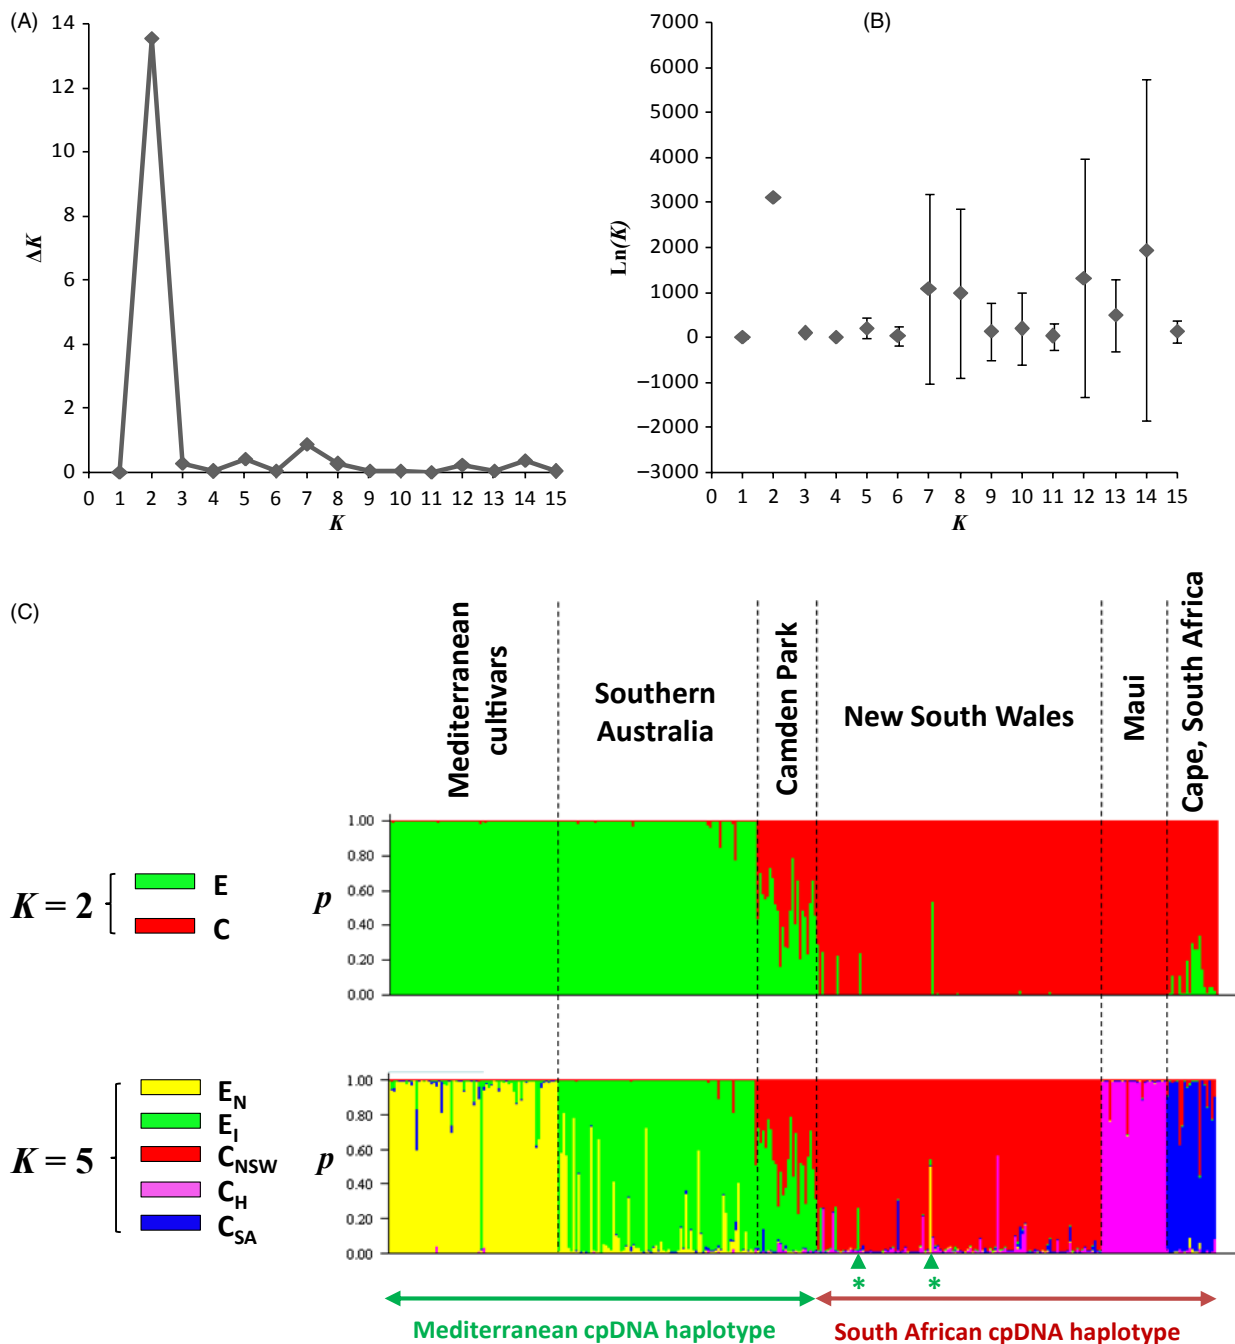 (A)
14
12
10
8
6
4
2
0
ΔK
0 1 2 3 4 5 6 7 8 9 10 11 12 13 14 15
K
(B)
7000
6000
5000
4000
3000
2000
1000
0
−1000
−2000
−3000
Ln(K)
0 1 2 3 4 5 6 7 8 9 10 11 12 13 14 15
K
(C)
Mediterranean
cultivars
Southern
Australia
Camden Park
New South Wales
Maui
Cape, South Africa
K = 2
E
C
p
1.00
0.80
0.60
0.40
0.20
0.00
K = 5
E_N
E_I
C_NSW
C_H
C_SA
p
1.00
0.80
0.60
0.40
0.20
0.00
* *
Mediterranean cpDNA haplotype
South African cpDNA haplotype